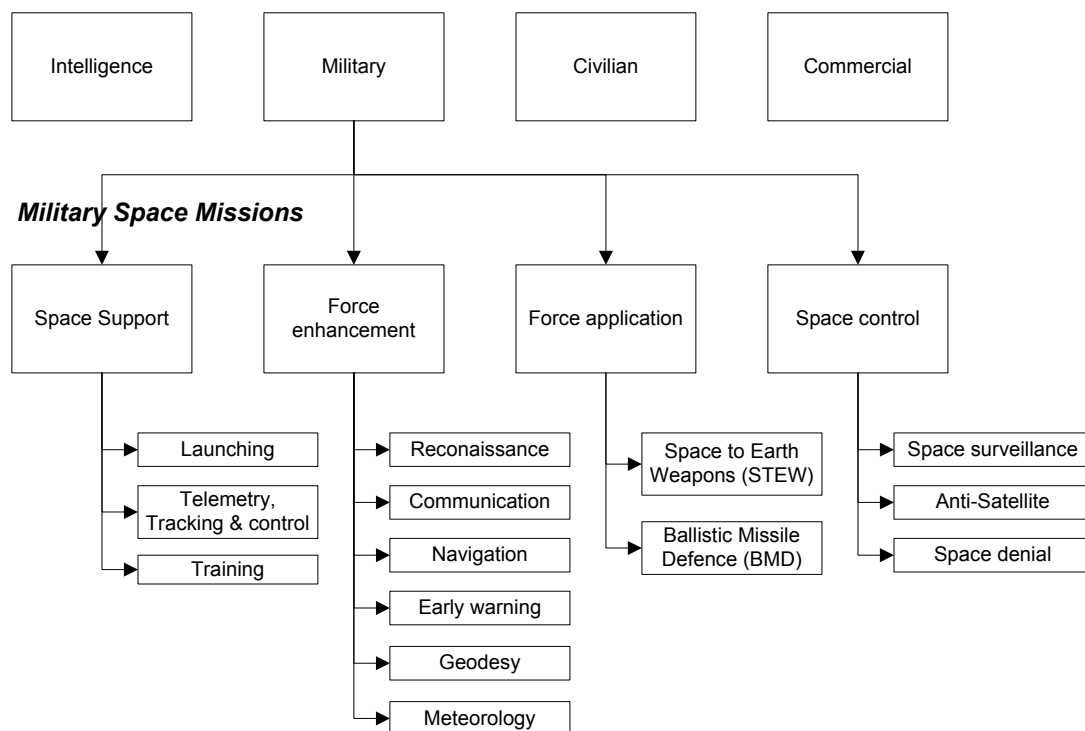 Intelligence
Military
Civilian
Commercial
Military Space Missions
Space Support
Force
enhancement
Force application
Space control
Launching
Telemetry,
Tracking & control
Training
Reconaissance
Communication
Navigation
Early warning
Geodesy
Meteorology
Space to Earth
Weapons (STEW)
Ballistic Missile
Defence (BMD)
Space surveillance
Anti-Satellite
Space denial